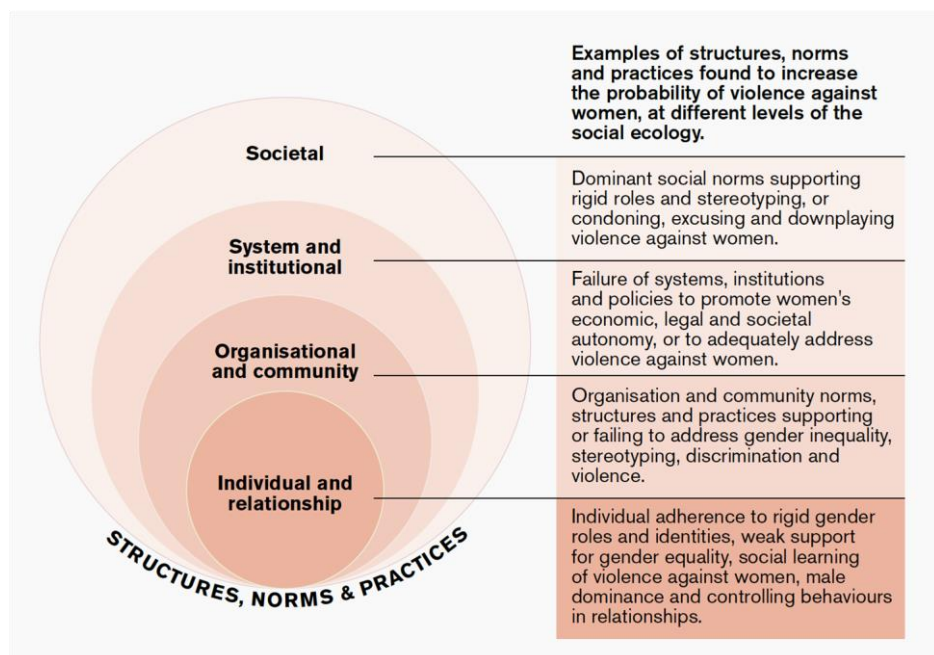 Examples of structures, norms
and practices found to increase
the probability of violence against
women, at different levels of the
social ecology.
Societal
Dominant social norms supporting
rigid roles and stereotyping, or
condoning, excusing and downplaying
violence against women.
System and
institutional
Failure of systems, institutions
and policies to promote women's
economic, legal and societal
autonomy, or to adequately address
violence against women.
Organisational
and community
Organisation and community norms,
structures and practices supporting
or failing to address gender inequality,
stereotyping, discrimination and
violence.
Individual and
relationship
Individual adherence to rigid gender
roles and identities, weak support
for gender equality, social learning
of violence against women, male
dominance and controlling behaviours
in relationships.
STRUCTURES, NORMS & PRACTICES